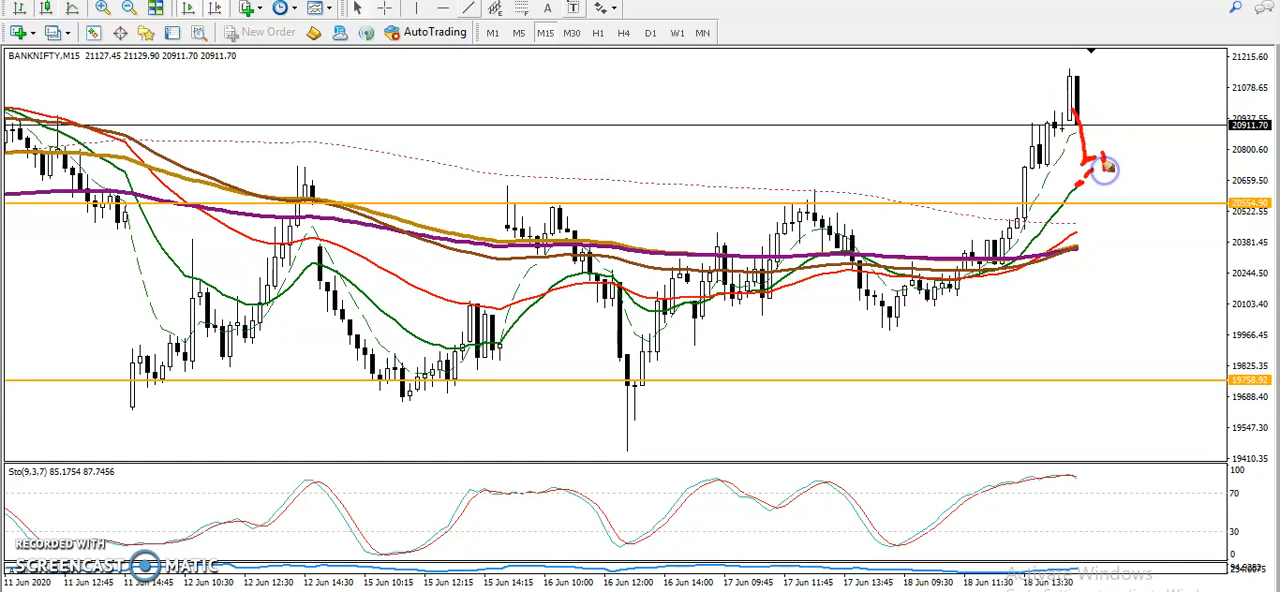 A
T
New Order
AutoTrading
M1 M5 M15 M30 H1 H4 D1 W1 MN
BANKNIFTY,M15 21127.45 21129.90 20911.70 20911.70
21215.60
21078.65
20937.55
20911.70
20800.60
20659.50
20554.90
20522.55
20381.45
20244.50
20103.40
19966.45
19825.35
19758.92
19688.40
19547.30
19410.35
Sto(9,3,7) 85.1754 87.7456
100
70
30
0
RECORDED WITH
SCREENCAST MATIC
Activate Windows
11 Jun 2020 11 Jun 12:45 12 Jun 10:30 12 Jun 12:30 12 Jun 14:30 15 Jun 10:15 15 Jun 12:15 15 Jun 14:15 16 Jun 10:00 16 Jun 12:00 16 Jun 14:00 17 Jun 09:45 17 Jun 11:45 17 Jun 13:45 18 Jun 09:30 18 Jun 11:30 18 Jun 13:30